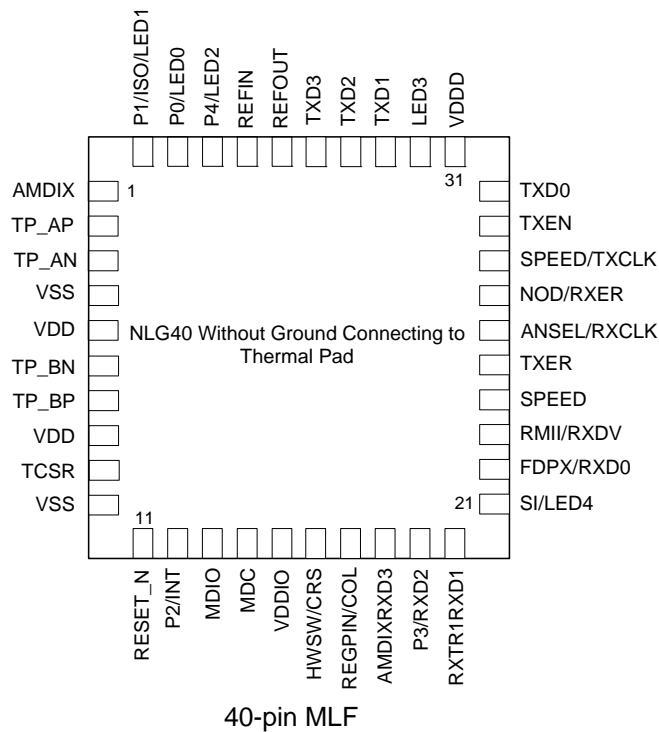 P1/ISO/LED1
P0/LED0
P4/LED2
REFIN
REFOUT
TXD3
TXD2
TXD1
LED3
VDDD
31
AMDIX
1
TP_AP
TP_AN
VSS
VDD
TP_BN
TP_BP
VDD
TCSR
VSS
NLG40 Without Ground Connecting to
Thermal Pad
TXD0
TXEN
SPEED/TXCLK
NOD/RXER
ANSEL/RXCLK
TXER
SPEED
RMII/RXDV
FDPX/RXD0
21
SI/LED4
11
RESET_N
P2/INT
MDIO
MDC
VDDIO
HWSW/CRS
REGPIN/COL
AMDIXRXD3
P3/RXD2
RXTR1RXD1
40-pin MLF